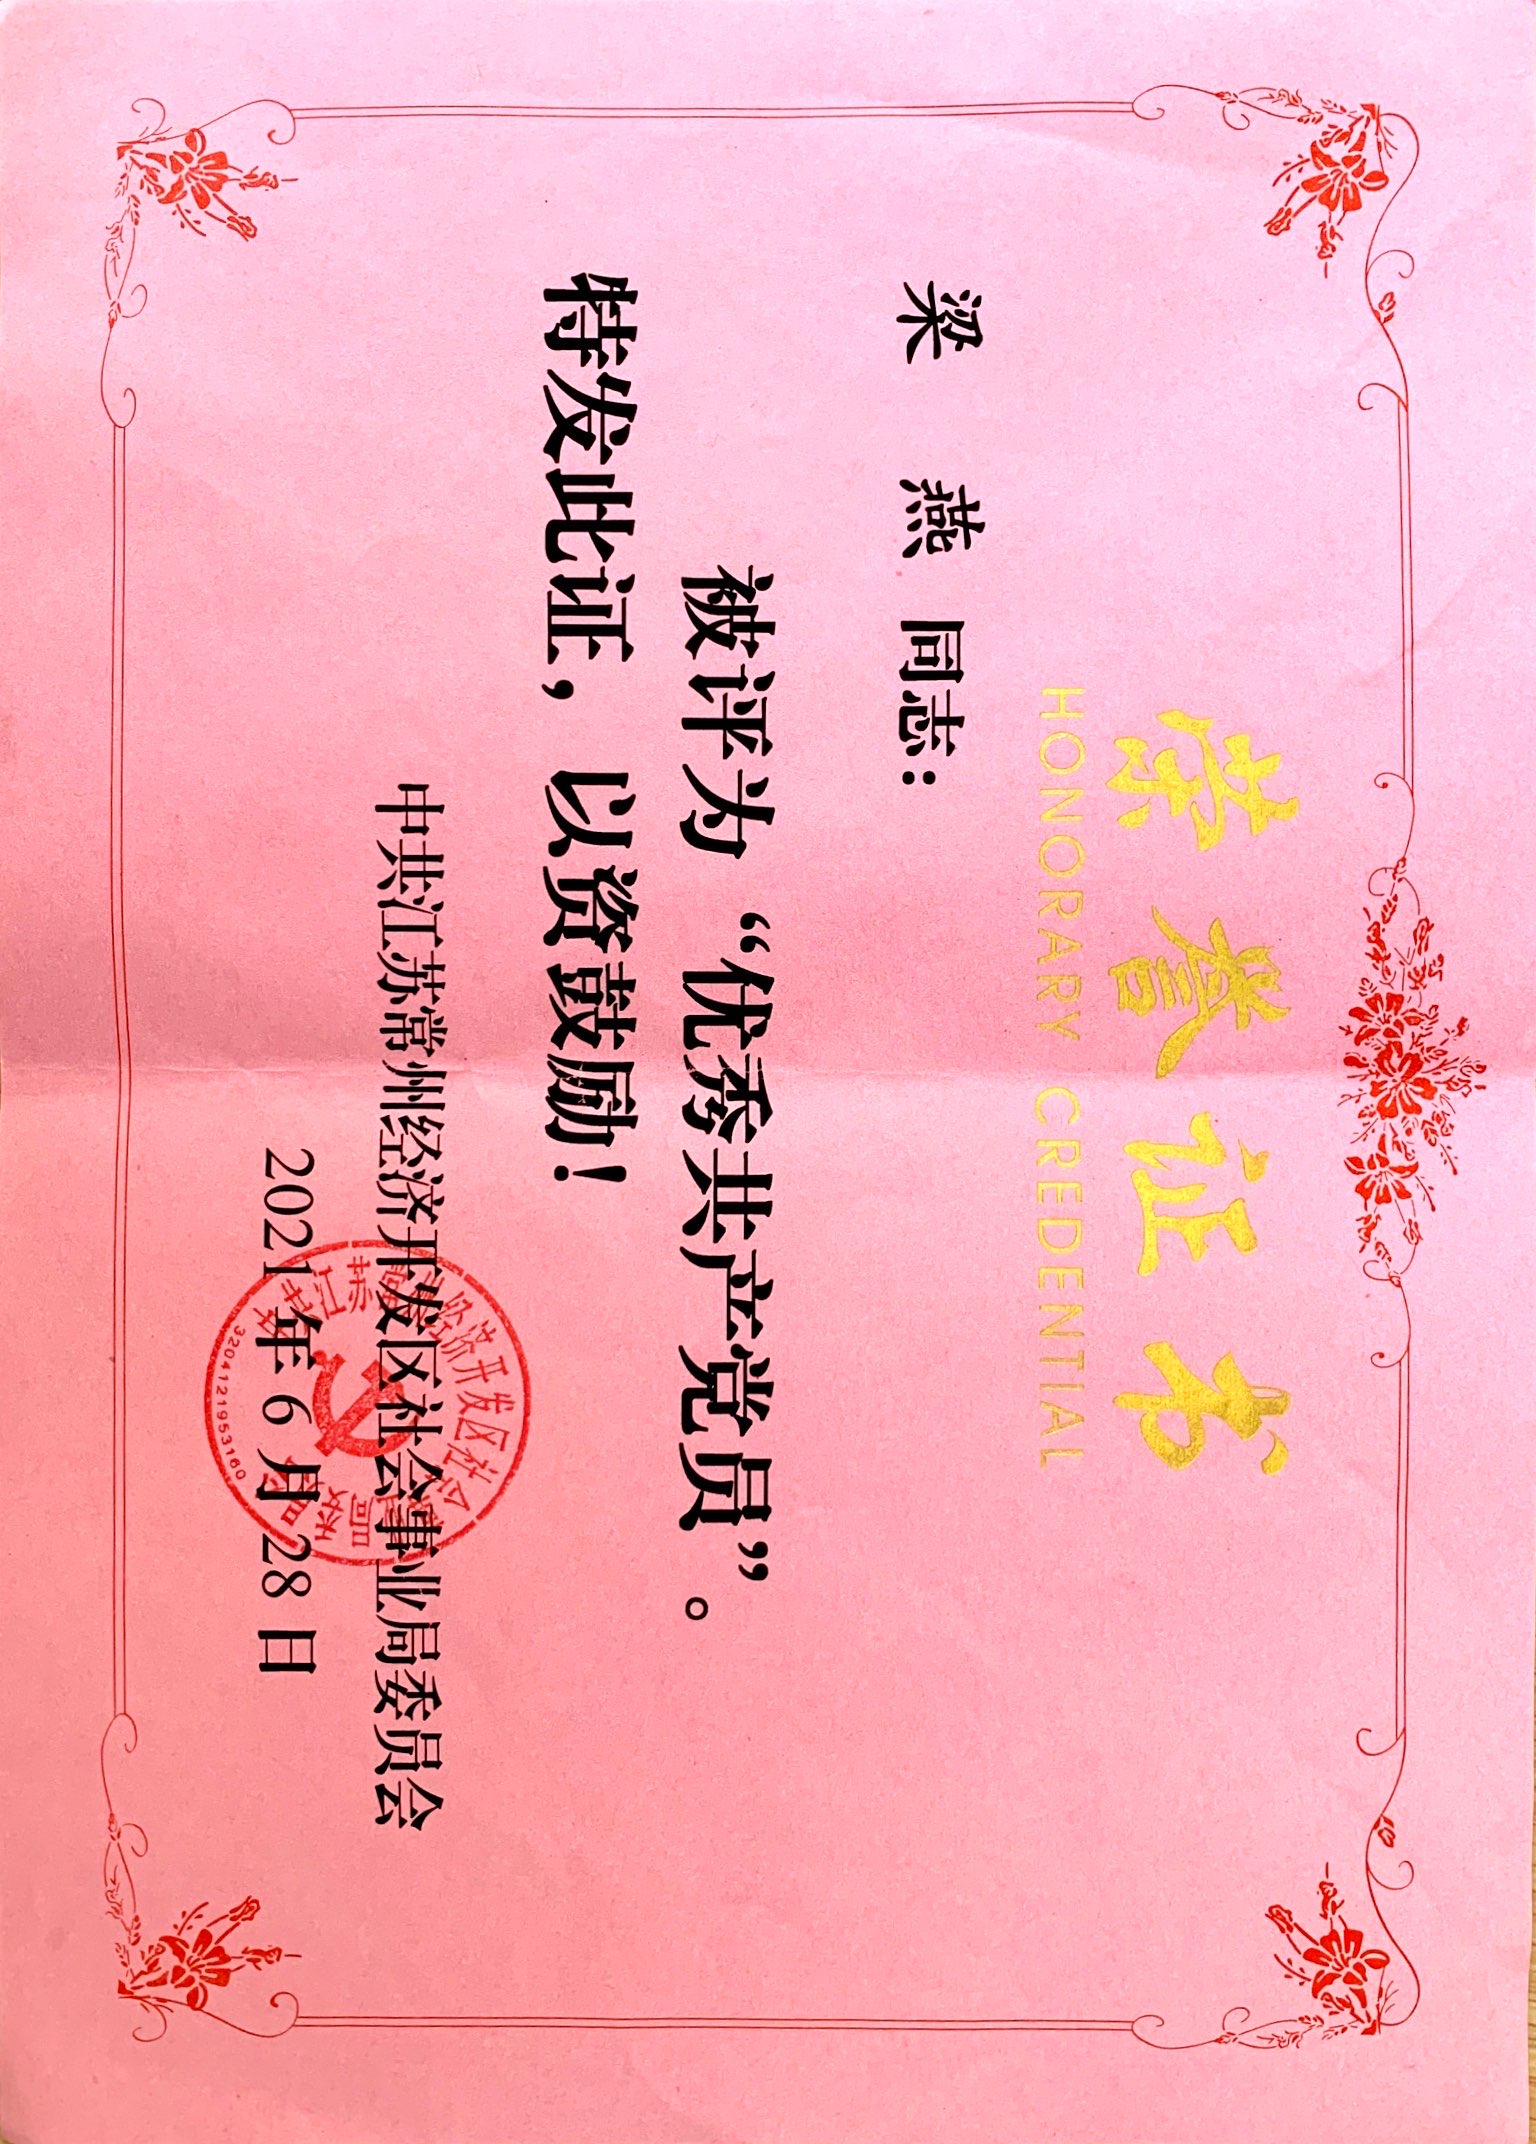 荣誉证书
HONORARY CREDENTIAL
梁 燕 同志：
被评为“优秀共产党员”。
特发此证，以资鼓励！
中共江苏常州经济开发区社会事业局委员会
2021年6月28日
3204121953160